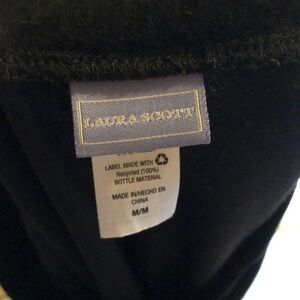 LAURA SCOTT
LABEL MADE WITH
Recycled (100%)
BOTTLE MATERIAL
MADE IN/HECHO EN
CHINA
M/M